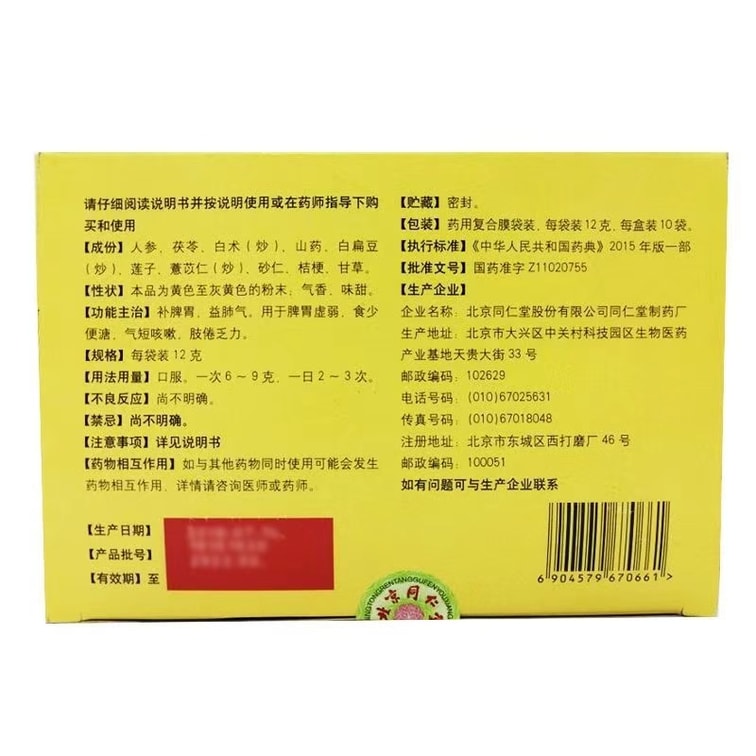 请仔细阅读说明书并按说明使用或在药师指导下购
买和使用
【成份】人参、茯苓、白术(炒)、山药、白扁豆
(炒)、莲子、薏苡仁(炒)、砂仁、桔梗、甘草。
【性状】本品为黄色至灰黄色的粉末；气香，味甜。
【功能主治】补脾胃，益肺气。用于脾胃虚弱，食少
便溏，气短咳嗽，肢倦乏力。
【规格】每袋装12克
【用法用量】口服。一次6～9克，一日2～3次。
【不良反应】尚不明确。
【禁忌】尚不明确。
【注意事项】详见说明书
【药物相互作用】如与其他药物同时使用可能会发生
药物相互作用，详情请咨询医师或药师。
【生产日期】
【产品批号】
【有效期】至
【贮藏】密封。
【包装】药用复合膜袋装，每袋装12克，每盒装10袋。
【执行标准】《中华人民共和国药典》2015年版一部
【批准文号】国药准字Z11020755
【生产企业】
企业名称：北京同仁堂股份有限公司同仁堂制药厂
生产地址：北京市大兴区中关村科技园区生物医药
产业基地天贵大街33号
邮政编码：102629
电话号码：(010)67025631
传真号码：(010)67018048
注册地址：北京市东城区西打磨厂46号
邮政编码：100051
如有问题可与生产企业联系
6904579670661>
北京同仁
NGTONGRENTANGGUFENYOUXIANG